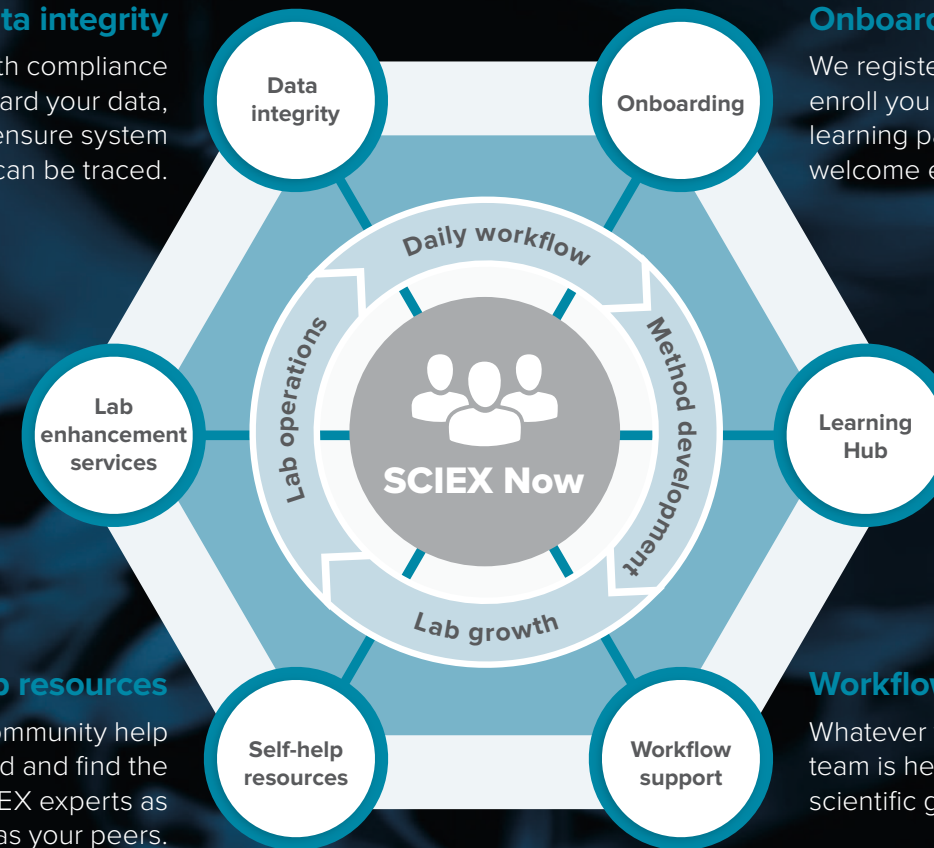 ta integrity
th compliance
ard your data,
ensure system
can be traced.
Data
integrity
Onboarding
Onboard
We registe
enroll you
learning pa
welcome e
Daily workflow
Lab operations
Method development
Lab growth
SCIEX Now
Lab
enhancement
services
Learning
Hub
p resources
ommunity help
d and find the
EX experts as
as your peers.
Self-help
resources
Workflow
support
Workflow
Whatever
team is he
scientific g